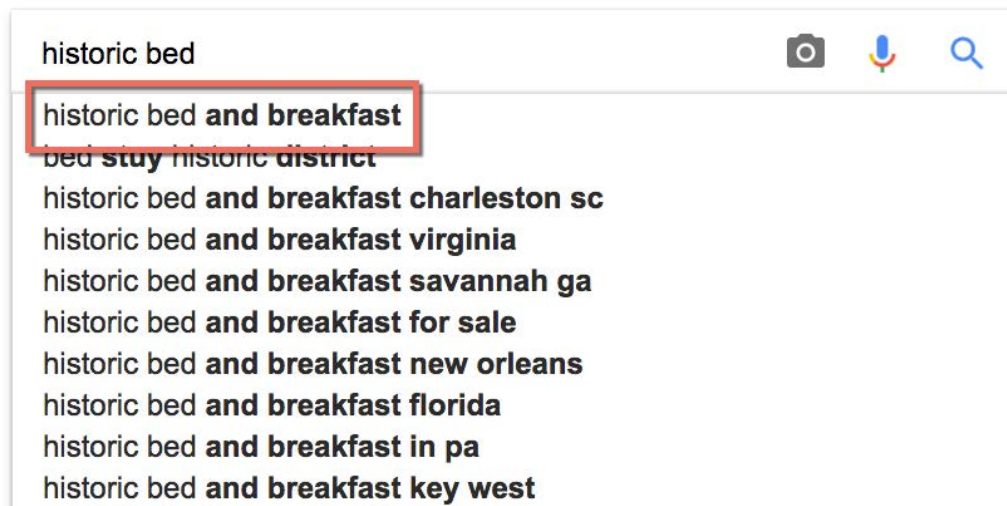 historic bed
historic bed and breakfast
bed stuy historic district
historic bed and breakfast charleston sc
historic bed and breakfast virginia
historic bed and breakfast savannah ga
historic bed and breakfast for sale
historic bed and breakfast new orleans
historic bed and breakfast florida
historic bed and breakfast in pa
historic bed and breakfast key west